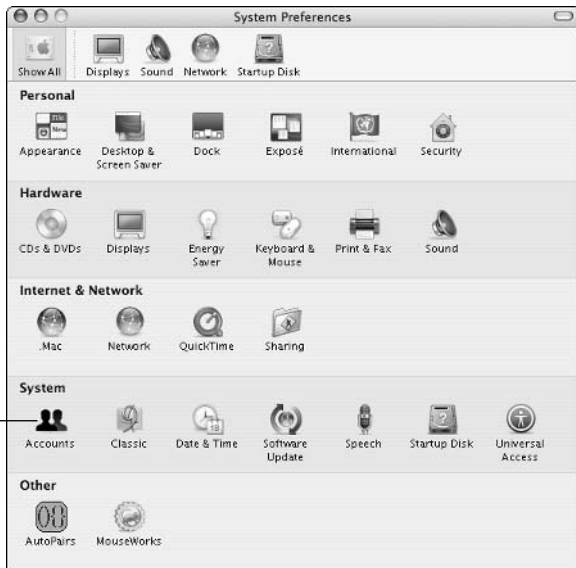 System Preferences
Show All Displays Sound Network Startup Disk
Personal
Appearance Desktop & Screen Saver Dock Exposé International Security
Hardware
CDs & DVDs Displays Energy Saver Keyboard & Mouse Print & Fax Sound
Internet & Network
.Mac Network QuickTime Sharing
System
Accounts Classic Date & Time Software Update Speech Startup Disk Universal Access
Other
AutoPairs MouseWorks